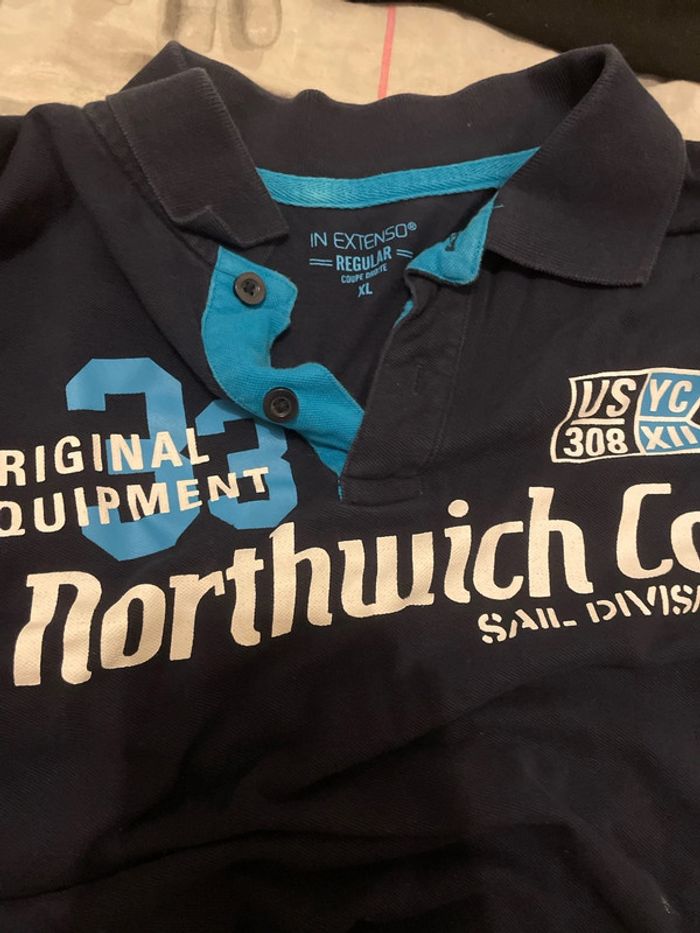 IN EXTENSO®
REGULAR
COUPE DROITE
XL
33
RIGINAL
QUIPMENT
US YC
308 XII
Northwich Co
SAIL DIVIS